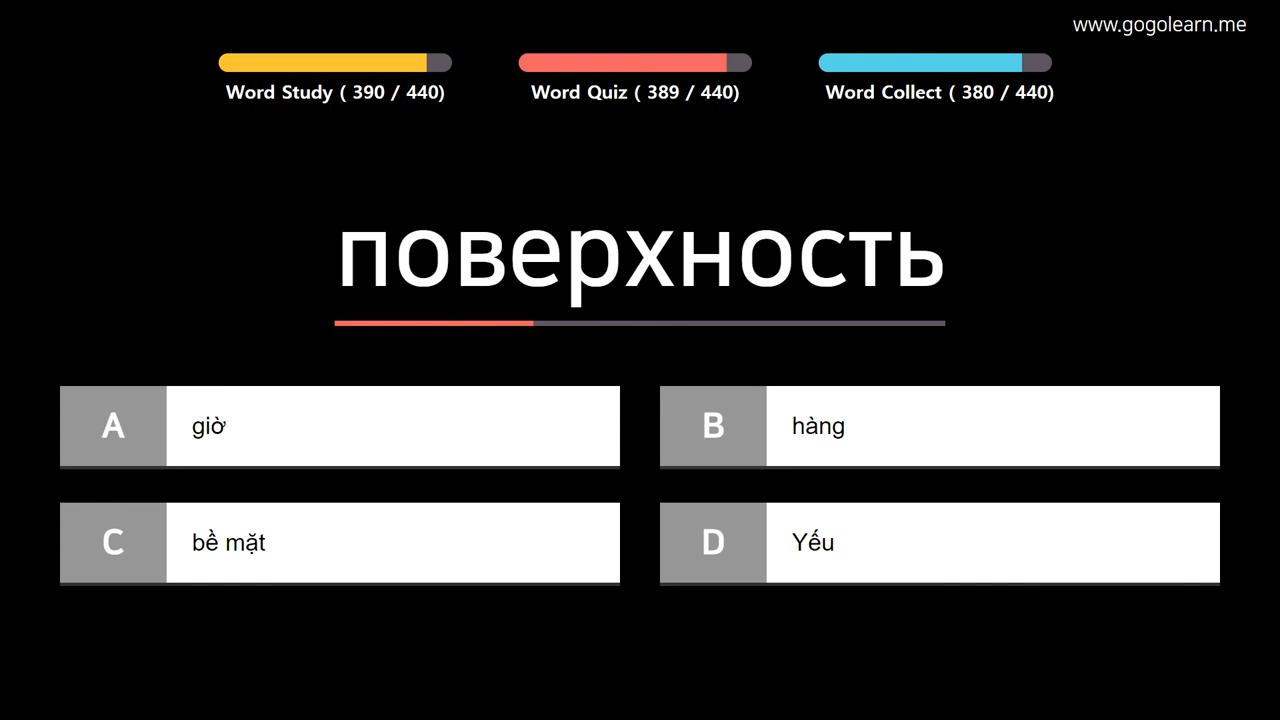 www.gogolearn.me
Word Study ( 390 / 440)
Word Quiz ( 389 / 440)
Word Collect ( 380 / 440)
поверхность
A giờ
B hàng
C bề mặt
D Yếu